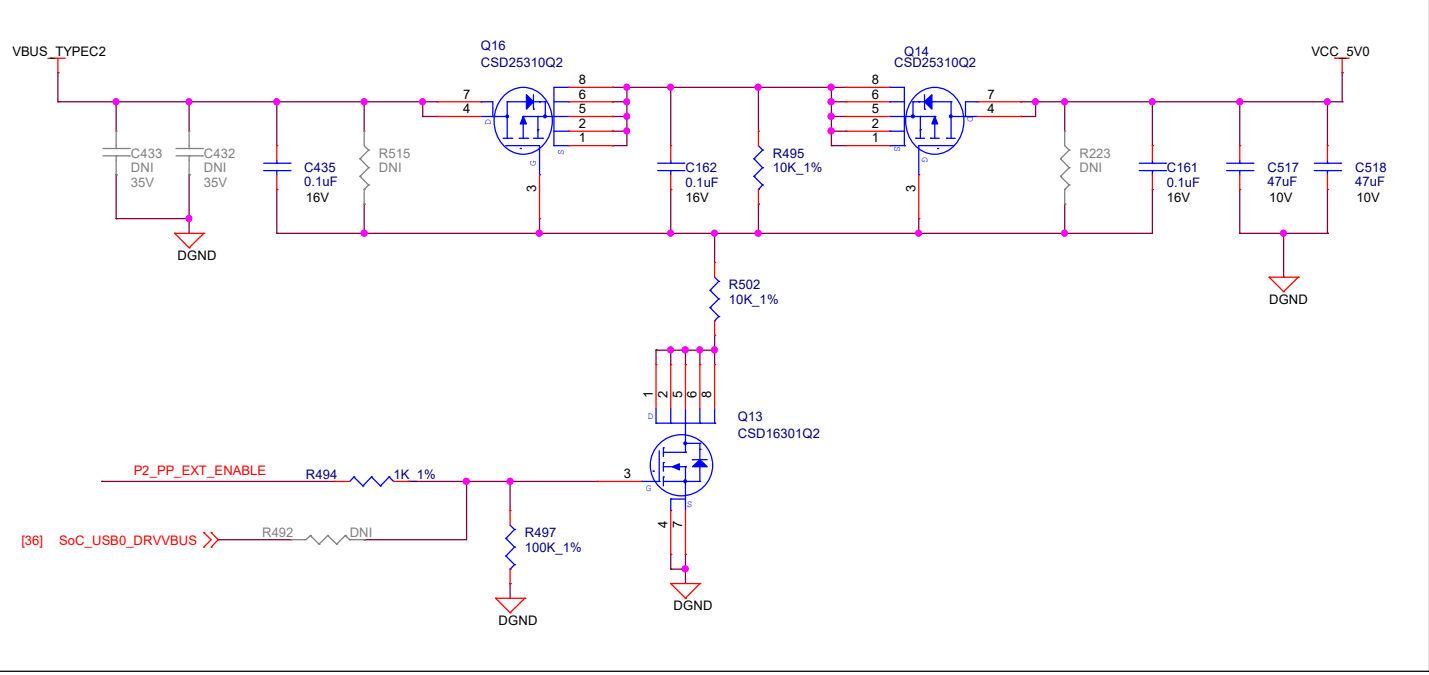 VBUS_TYPEC2
Q16
CSD25310Q2
Q14
CSD25310Q2
VCC_5V0
7
4
D
8
6
5
2
1
S
G
3
8
6
5
2
1
S
G
3
7
4
D
C433
DNI
35V
C432
DNI
35V
C435
0.1uF
16V
R515
DNI
C162
0.1uF
16V
R495
10K_1%
R223
DNI
C161
0.1uF
16V
C517
47uF
10V
C518
47uF
10V
DGND
DGND
R502
10K_1%
1
2
5
6
8
D
Q13
CSD16301Q2
P2_PP_EXT_ENABLE
R494
1K_1%
3
G
S
4
7
[36]
SoC_USB0_DRVVBUS
R492
DNI
R497
100K_1%
DGND
DGND